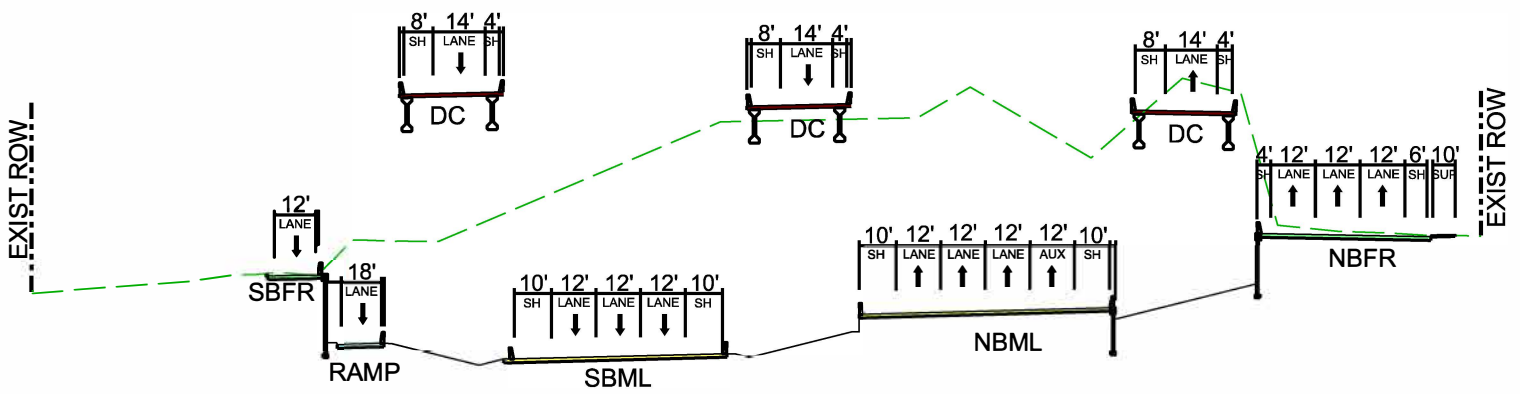 EXIST ROW
8' 14' 4'
SH LANE SH
DC
8' 14' 4'
SH LANE SH
DC
8' 14' 4'
SH LANE SH
DC
EXIST ROW
12'
LANE
SBFR
18'
LANE
RAMP
10' 12' 12' 12' 10'
SH LANE LANE LANE SH
SBML
10' 12' 12' 12' 12' 10'
SH LANE LANE LANE AUX SH
NBML
4' 12' 12' 12' 6' 10'
SH LANE LANE LANE SH SUP
NBFR